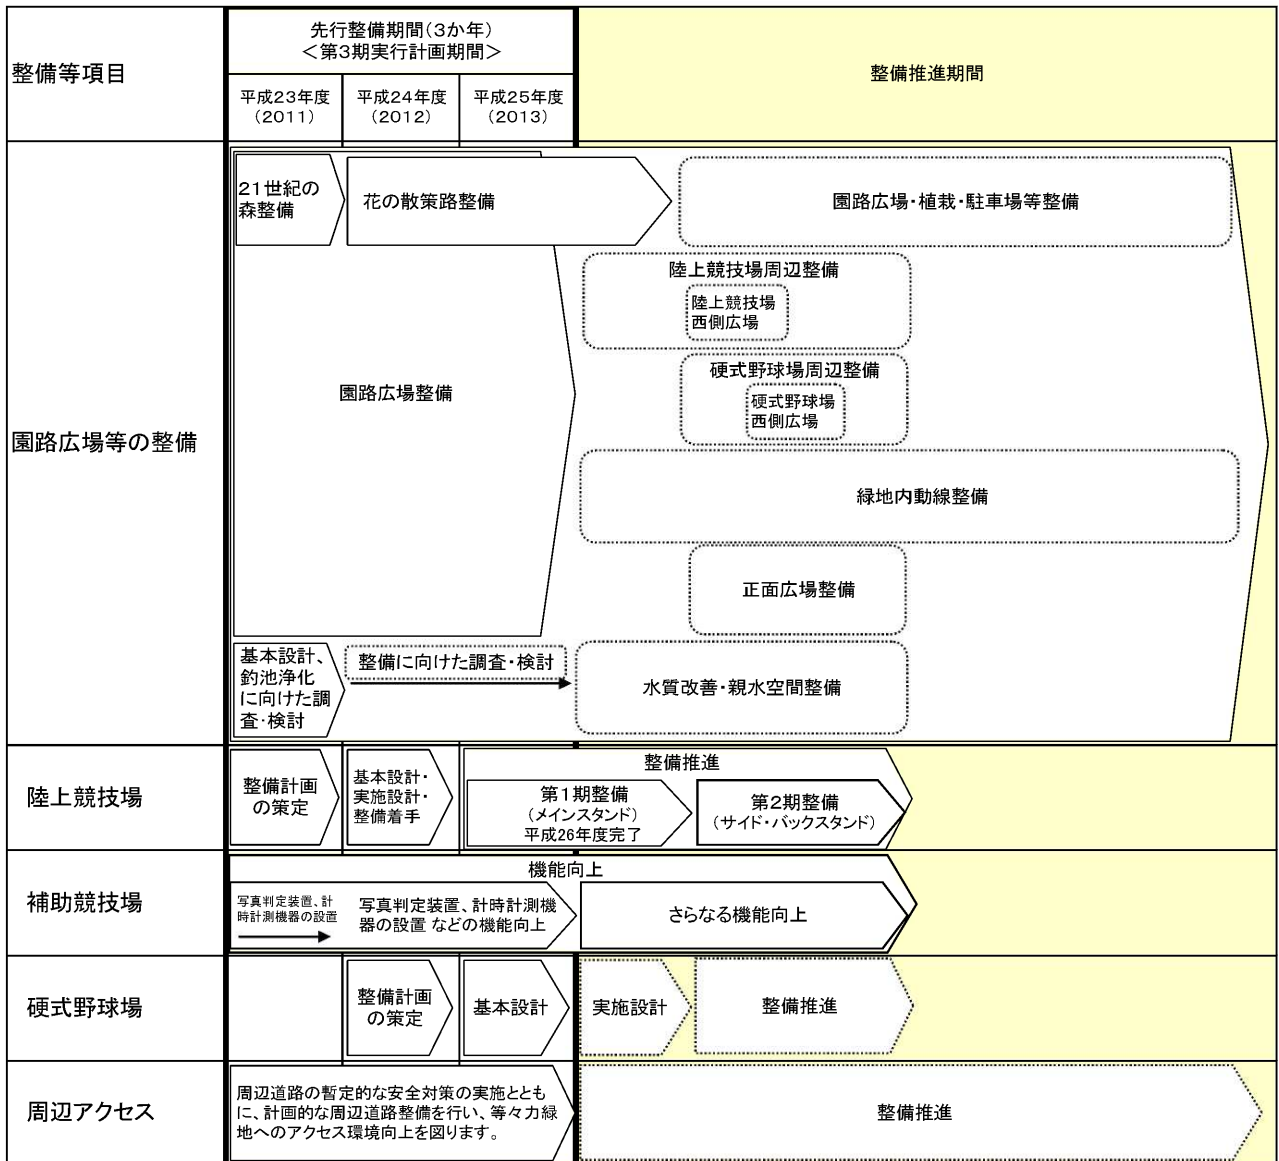 整備等項目
先行整備期間(3か年)
<第3期実行計画期間>
整備推進期間
平成23年度
(2011)
平成24年度
(2012)
平成25年度
(2013)
園路広場等の整備
21世紀の
森整備
花の散策路整備
園路広場・植栽・駐車場等整備
陸上競技場周辺整備
陸上競技場
西側広場
硬式野球場周辺整備
硬式野球場
西側広場
園路広場整備
緑地内動線整備
正面広場整備
基本設計、
釣池浄化
に向けた調
査・検討
整備に向けた調査・検討
水質改善・親水空間整備
陸上競技場
整備計画
の策定
基本設計・
実施設計・
整備着手
整備推進
第1期整備
(メインスタンド)
平成26年度完了
第2期整備
(サイド・バックスタンド)
補助競技場
機能向上
写真判定装置、計
時計測機器の設置
写真判定装置、計時計測機
器の設置 などの機能向上
さらなる機能向上
硬式野球場
整備計画
の策定
基本設計
実施設計
整備推進
周辺アクセス
周辺道路の暫定的な安全対策の実施ととも
に、計画的な周辺道路整備を行い、等々力緑
地へのアクセス環境向上を図ります。
整備推進